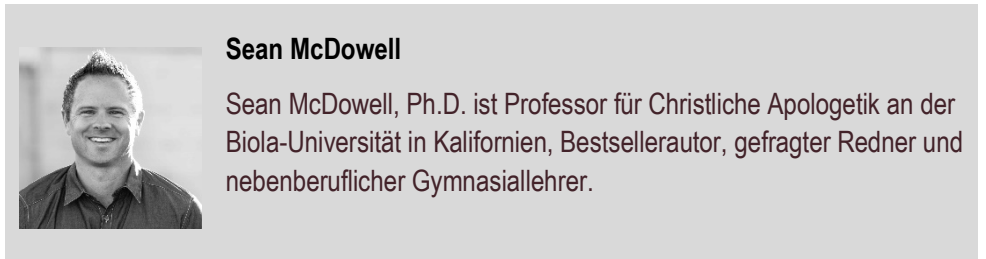 Sean McDowell
Sean McDowell, Ph.D. ist Professor für Christliche Apologetik an der
Biola-Universität in Kalifornien, Bestsellerautor, gefragter Redner und
nebenberuflicher Gymnasiallehrer.